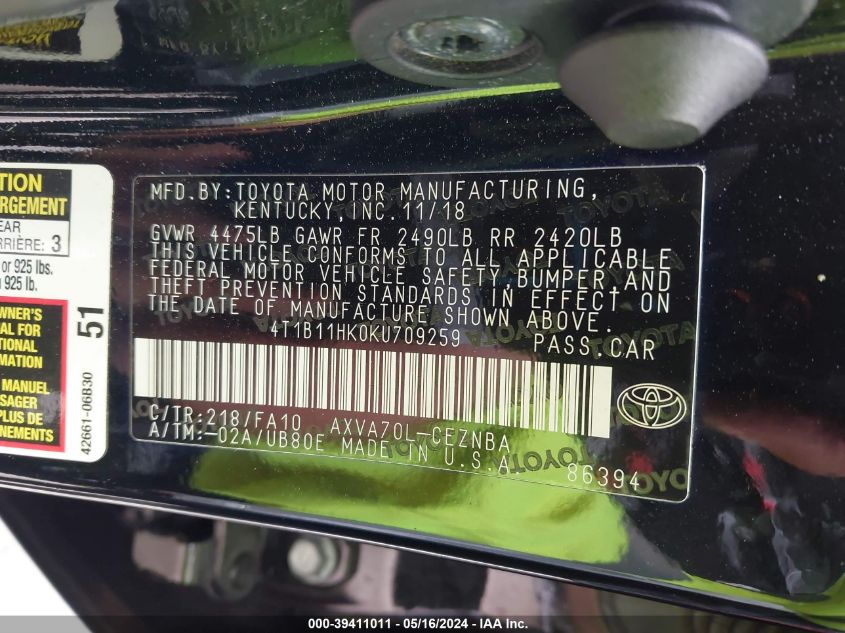 TION
RGEMENT
EAR
RRIÈRE: 3
or 925 lbs.
925 lb.
WNER'S
AL FOR
TIONAL
MATION
MANUEL
SAGER
PLUS
NEMENTS
51
42661-06B30
MFD.BY:TOYOTA MOTOR MANUFACTURING,
KENTUCKY,INC.11/18
GVWR 4475LB GAWR FR 2490LB RR 2420LB
THIS VEHICLE CONFORMS TO ALL APPLICABLE
FEDERAL MOTOR VEHICLE SAFETY,BUMPER,AND
THEFT PREVENTION STANDARDS IN EFFECT ON
THE DATE OF MANUFACTURE SHOWN ABOVE.
4T1B11HK0KU709259 PASS.CAR
C/TR:218/FA10 AXVA70L-CEZNBA
A/TM:-02A/UB80E MADE IN U.S.A.
86394
TOYOTA
000-39411011 - 05/16/2024 - IAA Inc.